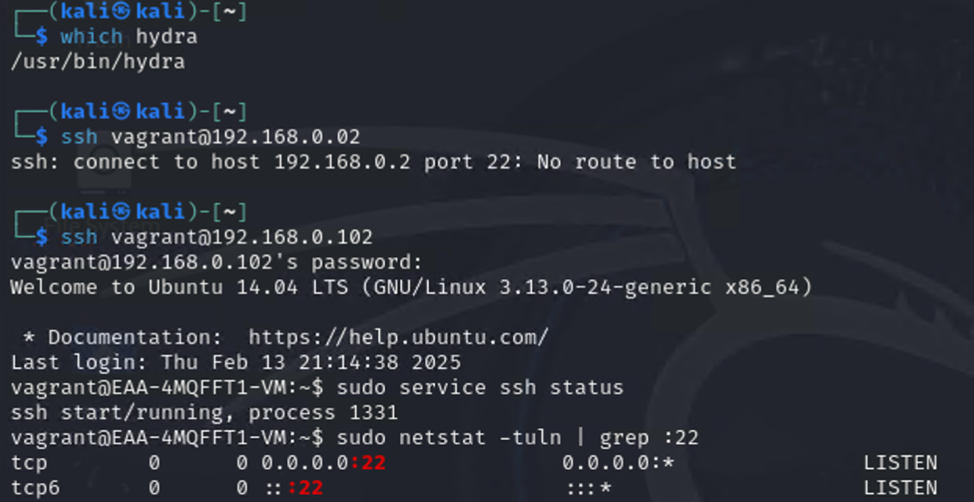 ┌──(kali㉿kali)-[~]
└─$ which hydra
/usr/bin/hydra
┌──(kali㉿kali)-[~]
└─$ ssh vagrant@192.168.0.02
ssh: connect to host 192.168.0.2 port 22: No route to host
┌──(kali㉿kali)-[~]
└─$ ssh vagrant@192.168.0.102
vagrant@192.168.0.102's password:
Welcome to Ubuntu 14.04 LTS (GNU/Linux 3.13.0-24-generic x86_64)
* Documentation:  https://help.ubuntu.com/
Last login: Thu Feb 13 21:14:38 2025
vagrant@EAA-4MQFFT1-VM:~$ sudo service ssh status
ssh start/running, process 1331
vagrant@EAA-4MQFFT1-VM:~$ sudo netstat -tuln | grep :22
tcp        0      0 0.0.0.0:22              0.0.0.0:*               LISTEN
tcp6       0      0 :::22                   :::*                    LISTEN